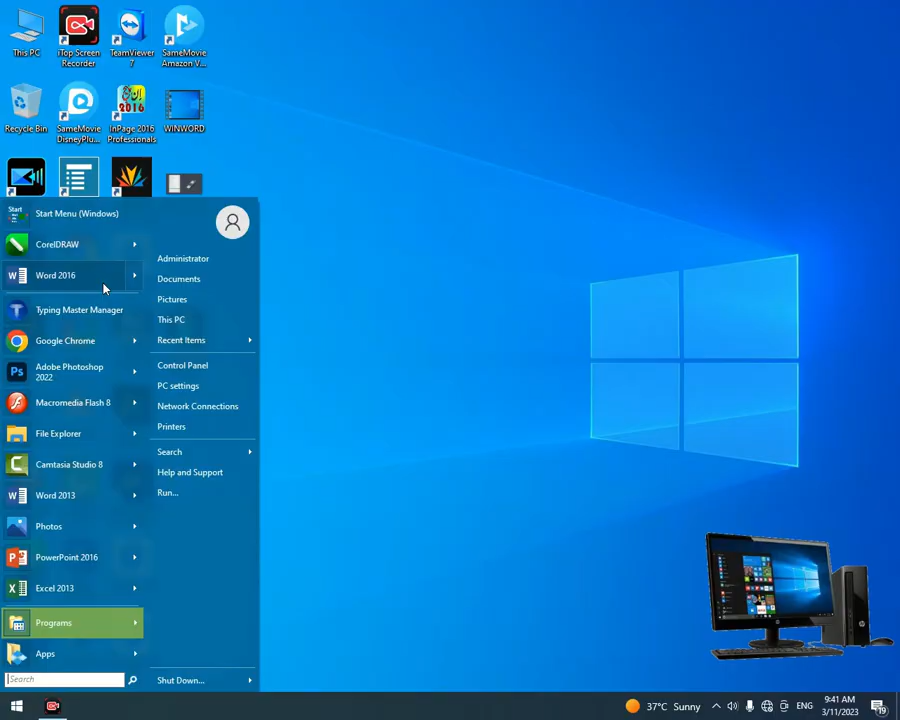 This PC
iTop Screen
Recorder
TeamViewer
7
SameMovie
Amazon V...
Recycle Bin
SameMovie
DisneyPlu...
InPage 2016
Professionals
WINWORD
Start Menu (Windows)
CorelDRAW
Word 2016
Typing Master Manager
Google Chrome
Adobe Photoshop
2022
Macromedia Flash 8
File Explorer
Camtasia Studio 8
Word 2013
Photos
PowerPoint 2016
Excel 2013
Programs
Apps
Search
Administrator
Documents
Pictures
This PC
Recent Items
Control Panel
PC settings
Network Connections
Printers
Search
Help and Support
Run...
Shut Down...
37°C Sunny
ENG
9:41 AM
3/11/2023
19